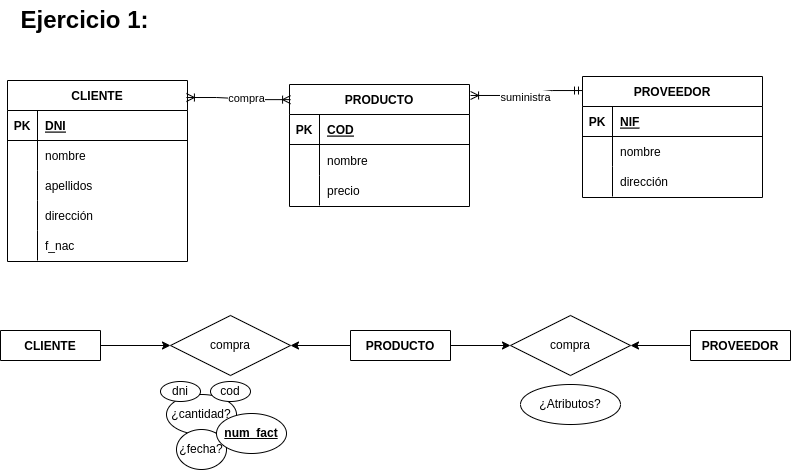 Ejercicio 1:
CLIENTE
PK DNI
nombre
apellidos
dirección
f_nac
compra
PRODUCTO
PK COD
nombre
precio
suministra
PROVEEDOR
PK NIF
nombre
dirección
CLIENTE
compra
PRODUCTO
compra
PROVEEDOR
dni
cod
¿cantidad?
num_fact
¿fecha?
¿Atributos?